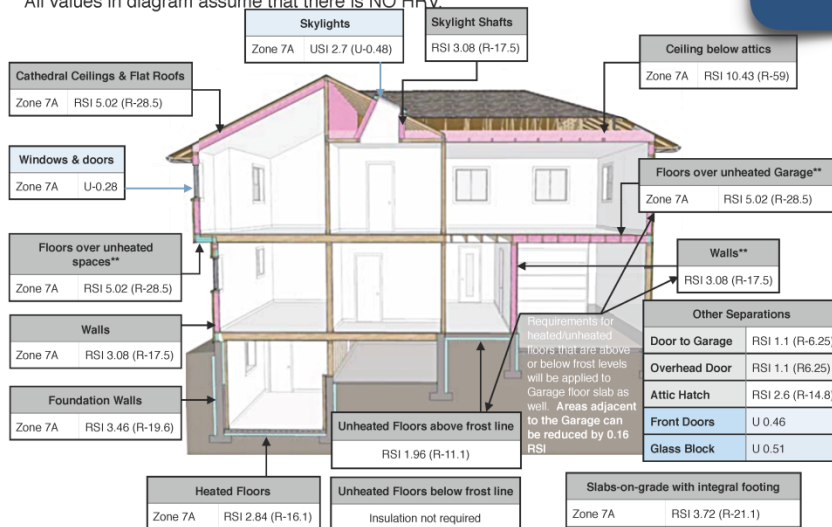 All values in diagram assume that there is NO HRV.
Skylights
Zone 7A USI 2.7 (U-0.48)
Skylight Shafts
RSI 3.08 (R-17.5)
Ceiling below attics
Zone 7A RSI 10.43 (R-59)
Cathedral Ceilings & Flat Roofs
Zone 7A RSI 5.02 (R-28.5)
Windows & doors
Zone 7A U-0.28
Floors over unheated Garage**
Zone 7A RSI 5.02 (R-28.5)
Floors over unheated
spaces**
Zone 7A RSI 5.02 (R-28.5)
Walls**
RSI 3.08 (R-17.5)
Walls
Zone 7A RSI 3.08 (R-17.5)
Foundation Walls
Zone 7A RSI 3.46 (R-19.6)
Requirements for
heated/unheated
floors that are above
or below frost levels
will be applied to
Garage floor slab as
well. Areas adjacent
to the Garage can
be reduced by 0.16
RSI
Other Separations
Door to Garage RSI 1.1 (R-6.25)
Overhead Door RSI 1.1 (R6.25)
Attic Hatch RSI 2.6 (R-14.8)
Front Doors U 0.46
Glass Block U 0.51
Unheated Floors above frost line
RSI 1.96 (R-11.1)
Heated Floors
Zone 7A RSI 2.84 (R-16.1)
Unheated Floors below frost line
Insulation not required
Slabs-on-grade with integral footing
Zone 7A RSI 3.72 (R-21.1)